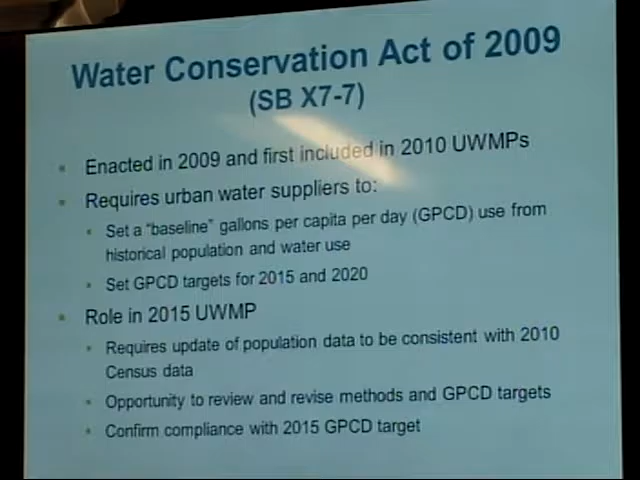 Water Conservation Act of 2009
(SB X7-7)
• Enacted in 2009 and first included in 2010 UWMPs
• Requires urban water suppliers to:
• Set a "baseline" gallons per capita per day (GPCD) use from
historical population and water use
• Set GPCD targets for 2015 and 2020
• Role in 2015 UWMP
• Requires update of population data to be consistent with 2010
Census data
• Opportunity to review and revise methods and GPCD targets
• Confirm compliance with 2015 GPCD target